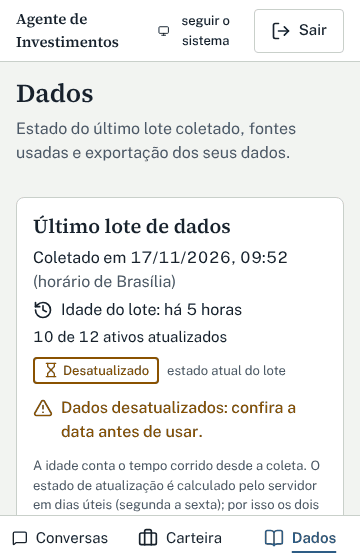 Agente de
Investimentos
seguir o
sistema
Sair
Dados
Estado do último lote coletado, fontes
usadas e exportação dos seus dados.
Último lote de dados
Coletado em 17/11/2026, 09:52
(horário de Brasília)
Idade do lote: há 5 horas
10 de 12 ativos atualizados
Desatualizado estado atual do lote
Dados desatualizados: confira a
data antes de usar.
A idade conta o tempo corrido desde a coleta. O
estado de atualização é calculado pelo servidor
em dias úteis (segunda a sexta); por isso os dois
Conversas Carteira Dados